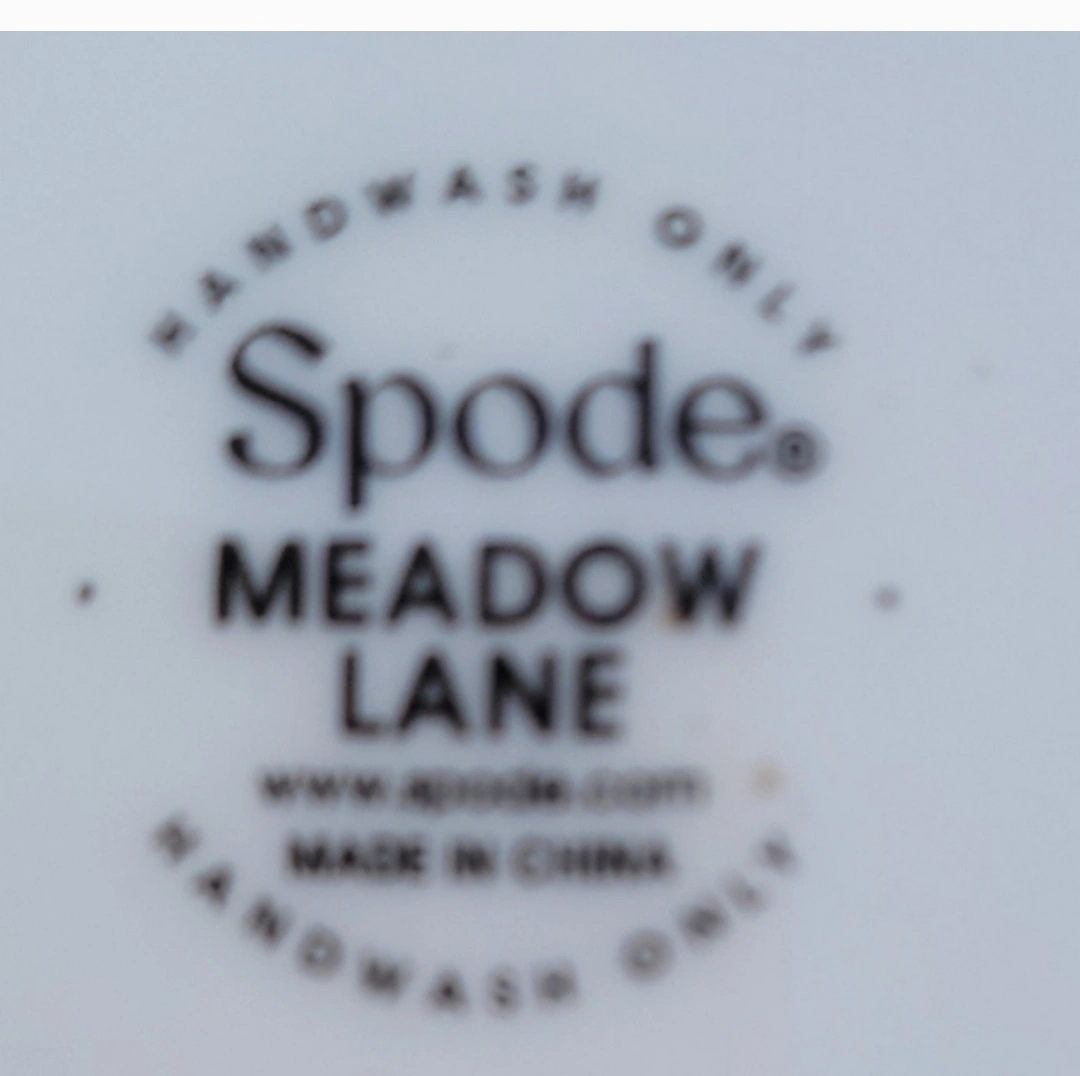 HANDWASH ONLY
Spode®
MEADOW
LANE
www.spode.com
MADE IN CHINA
HANDWASH ONLY